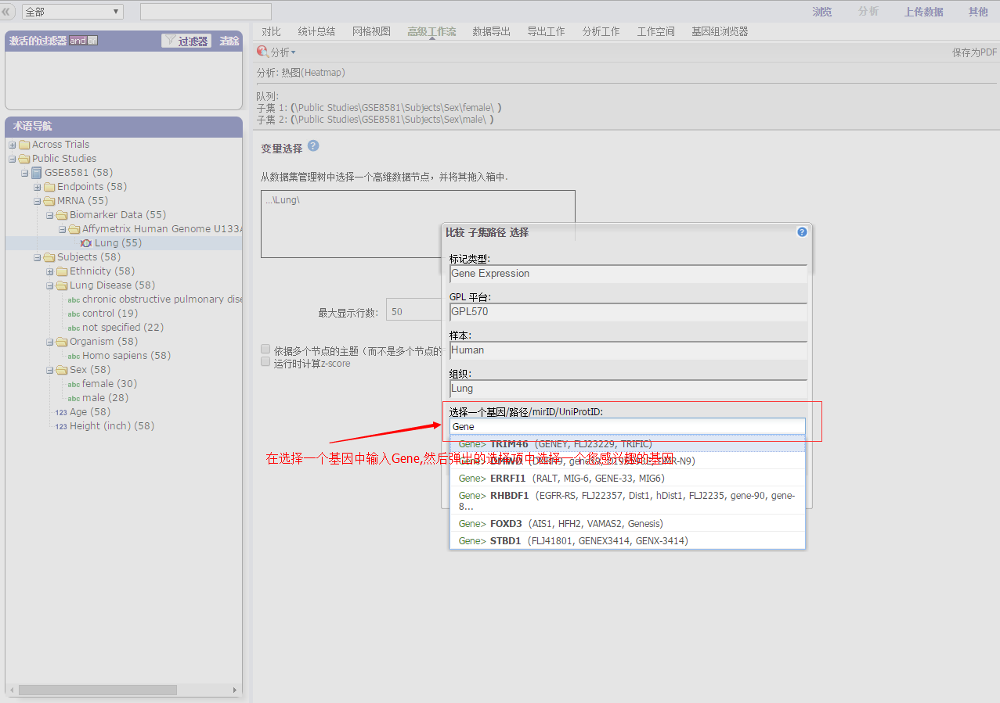 全部
浏览 分析 上传数据 其他
激活的过滤器 and or 过滤器 清除
对比 统计总结 网格视图 高级工作流 数据导出 导出工作 分析工作 工作空间 基因组浏览器
分析 保存为PDF
分析: 热图(Heatmap)
队列:
子集 1: (\Public Studies\GSE8581\Subjects\Sex\female\ )
子集 2: (\Public Studies\GSE8581\Subjects\Sex\male\ )
术语导航
Across Trials
Public Studies
GSE8581 (58)
Endpoints (58)
MRNA (55)
Biomarker Data (55)
Affymetrix Human Genome U133A
Lung (55)
Subjects (58)
Ethnicity (58)
Lung Disease (58)
abc chronic obstructive pulmonary dise
abc control (19)
abc not specified (22)
Organism (58)
abc Homo sapiens (58)
Sex (58)
abc female (30)
abc male (28)
123 Age (58)
123 Height (inch) (58)
变量选择 ?
从数据集管理树中选择一个高维数据节点，并将其拖入箱中.
...\Lung\
最大显示行数: 50
依据多个节点的主题（而不是多个节点的
运行时计算z-score
比较 子集路径 选择 ?
标记类型:
Gene Expression
GPL 平台:
GPL570
样本:
Human
组织:
Lung
选择一个基因/路径/mirID/UniProtID:
Gene
Gene> TRIM46 (GENEY, FLJ23229, TRIFIC)
在选择一个基因中输入Gene,然后弹出的选择项中选择一个您感兴趣的基因
Gene> DMWD
Gene> ERRFI1 (RALT, MIG-6, GENE-33, MIG6)
Gene> RHBDF1 (EGFR-RS, FLJ22357, Dist1, hDist1, FLJ2235, gene-90, gene-
8...
Gene> FOXD3 (AIS1, HFH2, VAMAS2, Genesis)
Gene> STBD1 (FLJ41801, GENEX3414, GENX-3414)